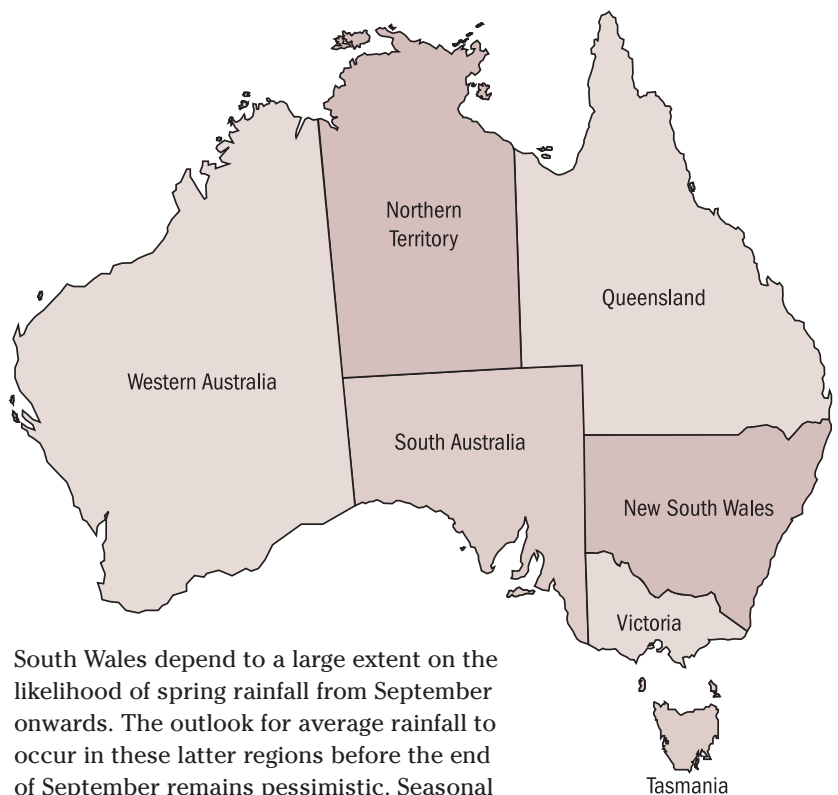 Northern
Territory
Queensland
Western Australia
South Australia
New South Wales
Victoria
South Wales depend to a large extent on the
likelihood of spring rainfall from September
onwards. The outlook for average rainfall to
occur in these latter regions before the end
of September remains pessimistic. Seasonal
Tasmania